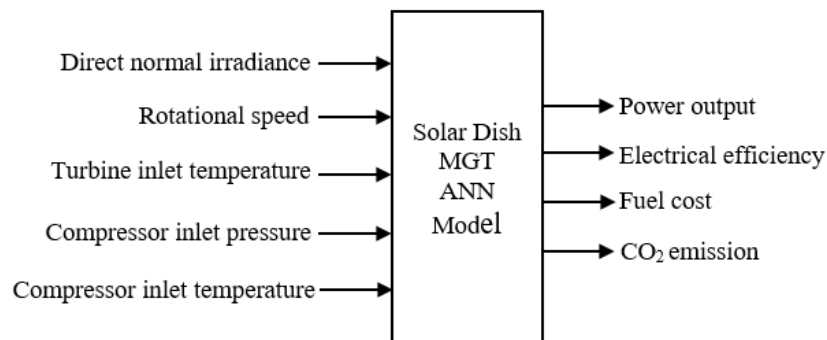 Direct normal irradiance
Rotational speed
Turbine inlet temperature
Compressor inlet pressure
Compressor inlet temperature
Solar Dish
MGT
ANN
Model
Power output
Electrical efficiency
Fuel cost
CO₂ emission